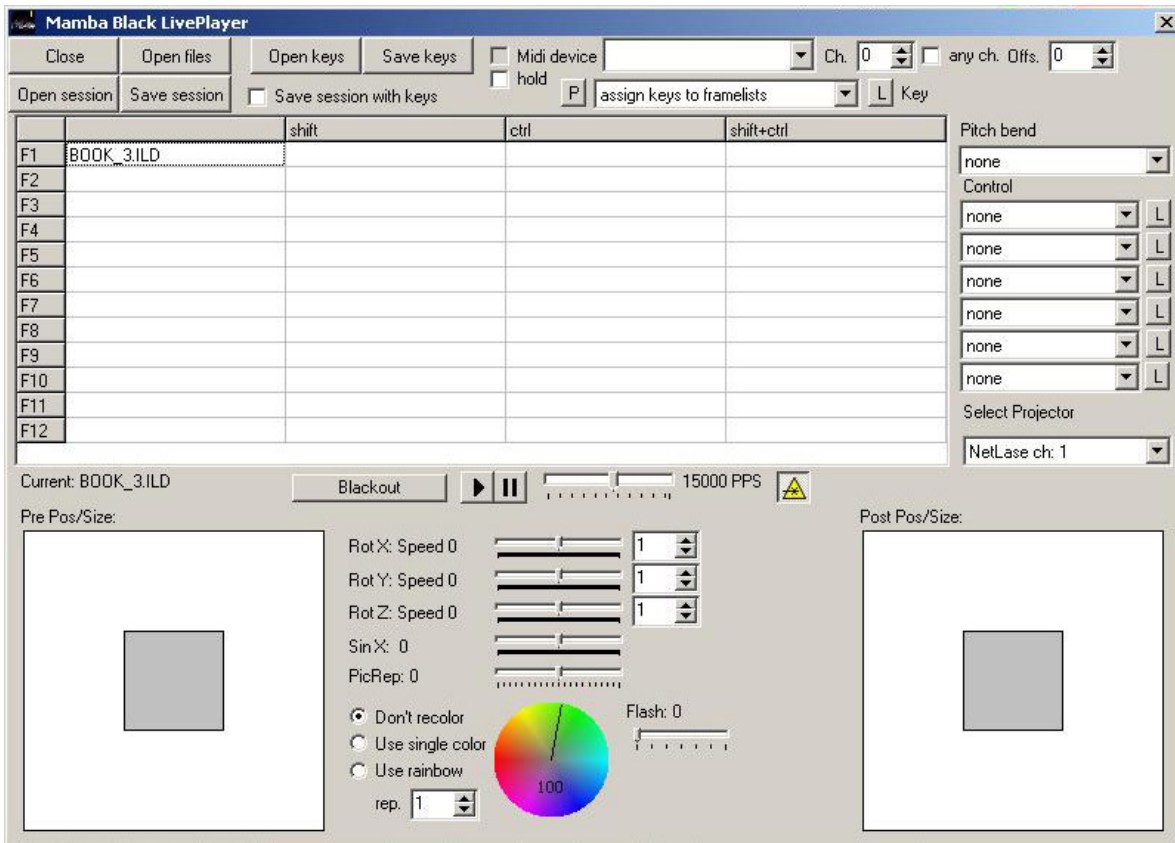 Mamba Black LivePlayer
Close Open files Open keys Save keys Midi device Ch. 0 any ch. Offs. 0
hold
Open session Save session Save session with keys P assign keys to framelists L Key
shift ctrl shift+ctrl Pitch bend
F1 BOOK_3.ILD none
F2 Control
F3 none L
F4 none L
F5
F6 none L
F7 none L
F8
F9 none L
F10 none L
F11 Select Projector
F12 NetLase ch: 1
Current: BOOK_3.ILD Blackout 15000 PPS
Pre Pos/Size: Post Pos/Size:
Rot X: Speed 0 1
Rot Y: Speed 0 1
Rot Z: Speed 0 1
Sin X: 0
PicRep: 0
Don't recolor Flash: 0
Use single color
Use rainbow
100
rep. 1